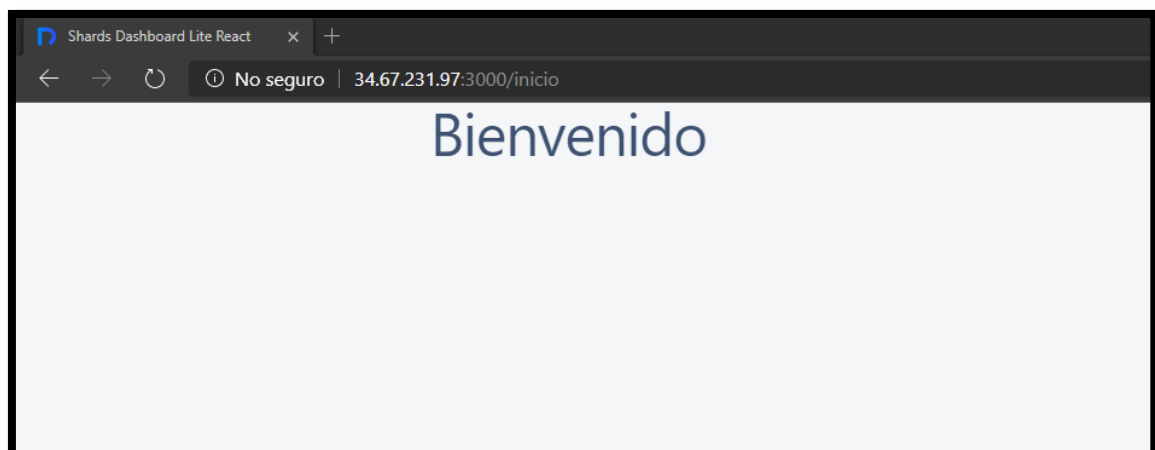 Shards Dashboard Lite React
No seguro | 34.67.231.97:3000/inicio
Bienvenido